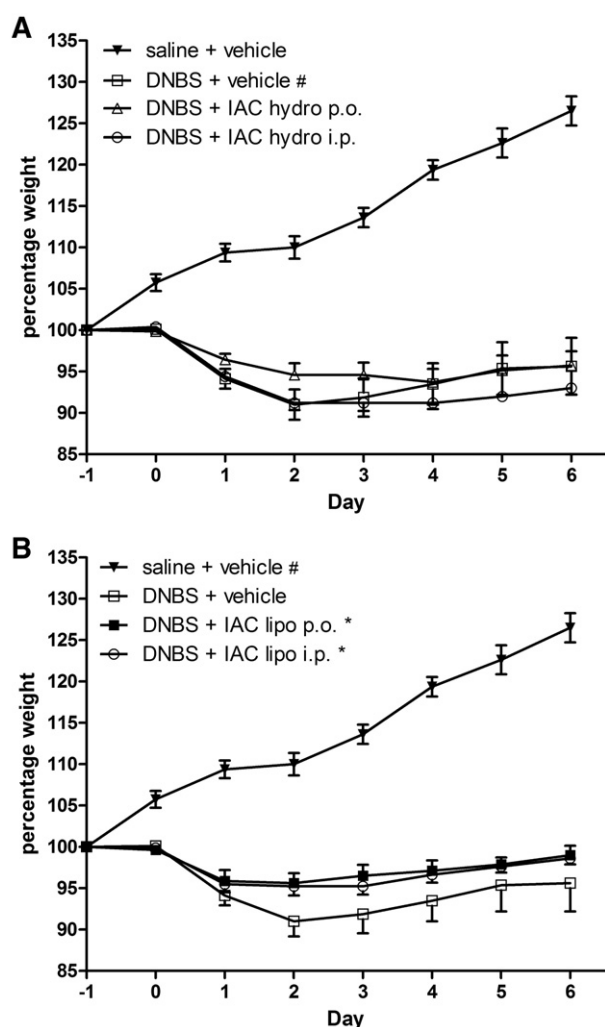 A
saline + vehicle
DNBS + vehicle #
DNBS + IAC hydro p.o.
DNBS + IAC hydro i.p.
percentage weight
135
130
125
120
115
110
105
100
95
90
85
-1 0 1 2 3 4 5 6
Day
B
saline + vehicle #
DNBS + vehicle
DNBS + IAC lipo p.o. *
DNBS + IAC lipo i.p. *
percentage weight
135
130
125
120
115
110
105
100
95
90
85
-1 0 1 2 3 4 5 6
Day